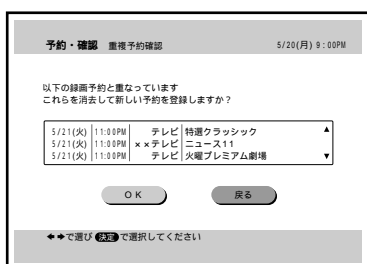 予約・確認 重複予約確認 5/20(月) 9:00PM
以下の録画予約と重なっています
これらを消去して新しい予約を登録しますか？
5/21(火) 11:00PM テレビ 特選クラッシック
5/21(火) 11:00PM ××テレビ ニュース11
5/21(火) 11:00PM テレビ 火曜プレミアム劇場
OK 戻る
で選び 決定 で選択してください